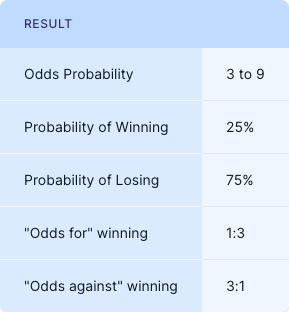 RESULT
Odds Probability 3 to 9
Probability of Winning 25%
Probability of Losing 75%
"Odds for" winning 1:3
"Odds against" winning 3:1